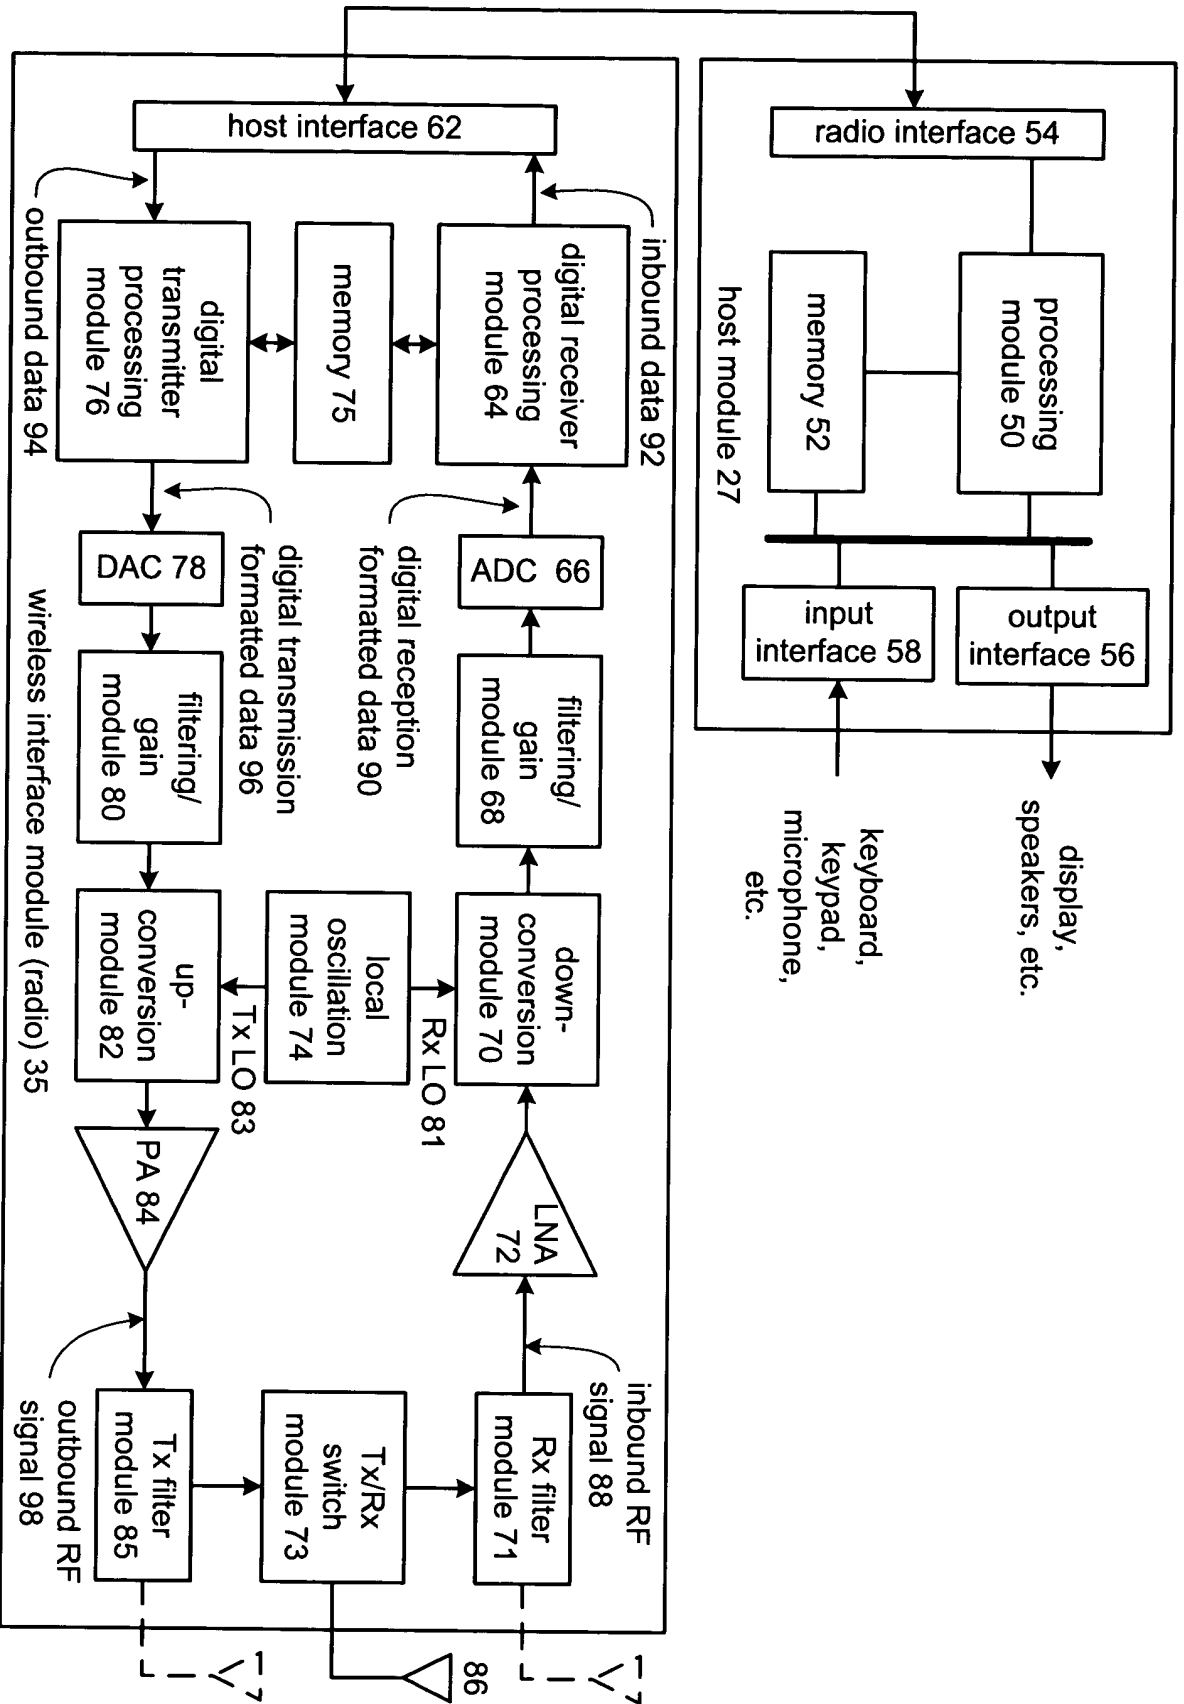 radio interface 54
processing
module 50
memory 52
host module 27
input
interface 58
output
interface 56
display,
speakers, etc.
keyboard,
keypad,
microphone,
etc.
host interface 62
inbound data 92
digital receiver
processing
module 64
memory 75
digital
transmitter
processing
module 76
outbound data 94
ADC 66
digital reception
formatted data 90
digital transmission
formatted data 96
DAC 78
filtering/
gain
module 68
filtering/
gain
module 80
down-
conversion
module 70
Rx LO 81
local
oscillation
module 74
Tx LO 83
up-
conversion
module 82
wireless interface module (radio) 35
LNA
72
PA 84
inbound RF
signal 88
Rx filter
module 71
Tx/Rx
switch
module 73
Tx filter
module 85
outbound RF
signal 98
86